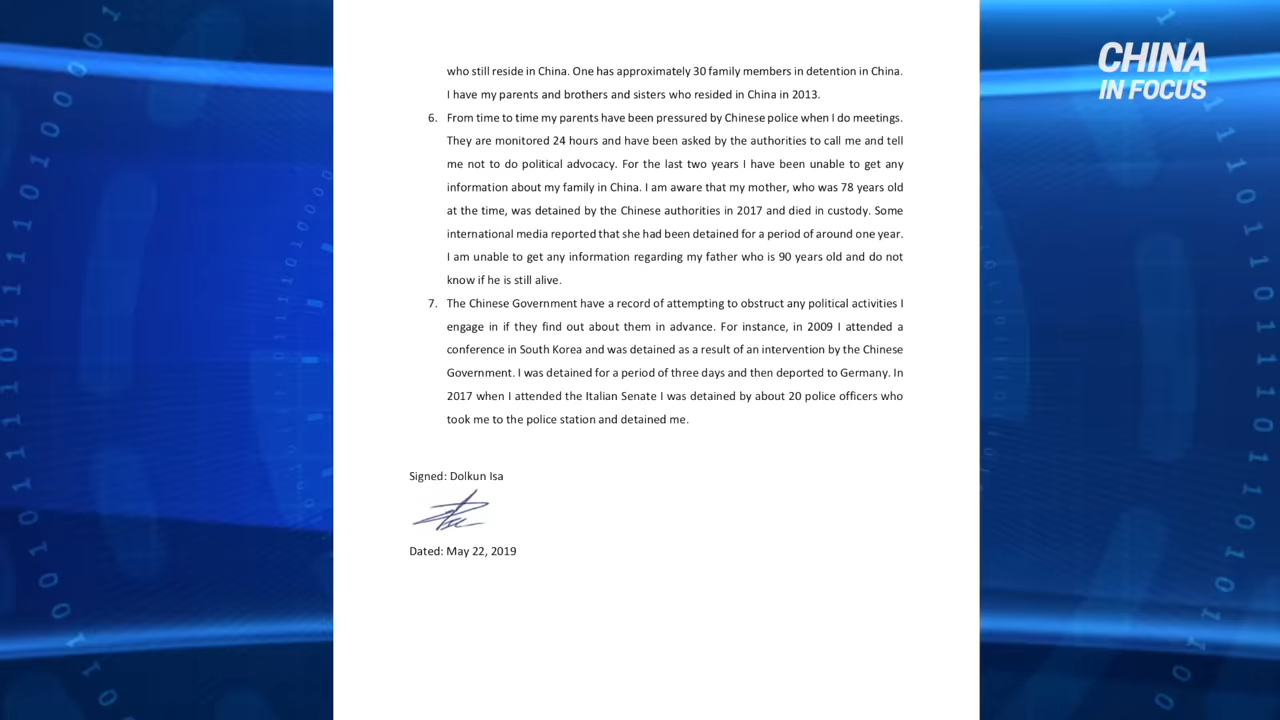 CHINA
IN FOCUS
who still reside in China. One has approximately 30 family members in detention in China.
I have my parents and brothers and sisters who resided in China in 2013.
6. From time to time my parents have been pressured by Chinese police when I do meetings.
They are monitored 24 hours and have been asked by the authorities to call me and tell
me not to do political advocacy. For the last two years I have been unable to get any
information about my family in China. I am aware that my mother, who was 78 years old
at the time, was detained by the Chinese authorities in 2017 and died in custody. Some
international media reported that she had been detained for a period of around one year.
I am unable to get any information regarding my father who is 90 years old and do not
know if he is still alive.
7. The Chinese Government have a record of attempting to obstruct any political activities I
engage in if they find out about them in advance. For instance, in 2009 I attended a
conference in South Korea and was detained as a result of an intervention by the Chinese
Government. I was detained for a period of three days and then deported to Germany. In
2017 when I attended the Italian Senate I was detained by about 20 police officers who
took me to the police station and detained me.
Signed: Dolkun Isa
Dated: May 22, 2019